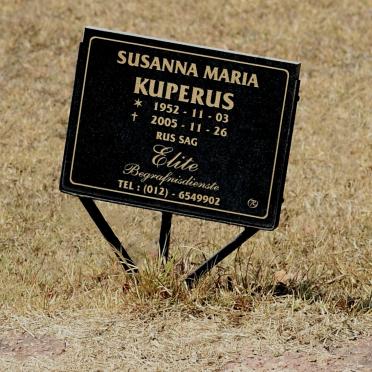 SUSANNA MARIA
KUPERUS
* 1952 - 11 - 03
† 2005 - 11 - 26
RUS SAG
Elite
Begrafnisdienste
TEL : (012) - 6549902